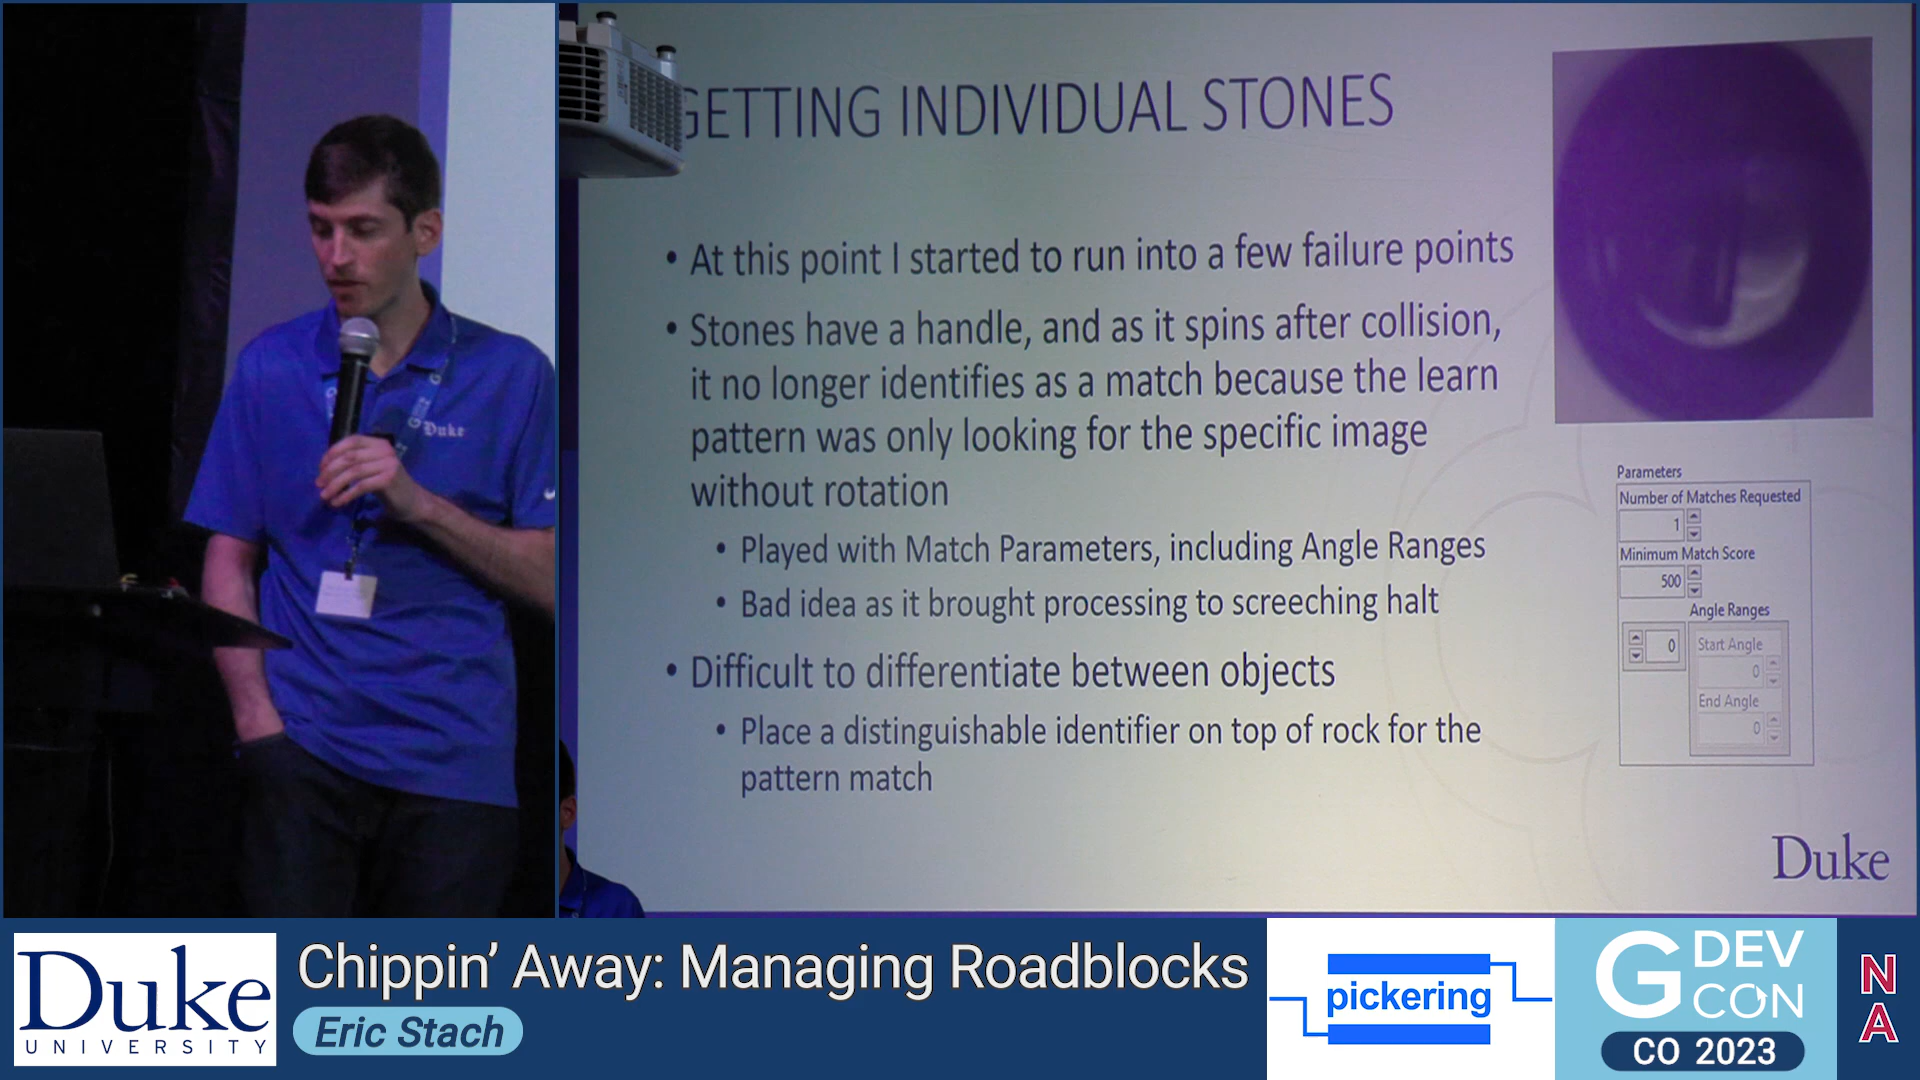 GETTING INDIVIDUAL STONES
• At this point I started to run into a few failure points
• Stones have a handle, and as it spins after collision,
it no longer identifies as a match because the learn
pattern was only looking for the specific image
without rotation
• Played with Match Parameters, including Angle Ranges
• Bad idea as it brought processing to screeching halt
• Difficult to differentiate between objects
• Place a distinguishable identifier on top of rock for the
pattern match
Parameters
Number of Matches Requested
1
Minimum Match Score
500
Angle Ranges
0
Start Angle
0
End Angle
0
Duke
Duke
Duke
UNIVERSITY
Chippin’ Away: Managing Roadblocks
Eric Stach
pickering
G DEV
CON
CO 2023
NA